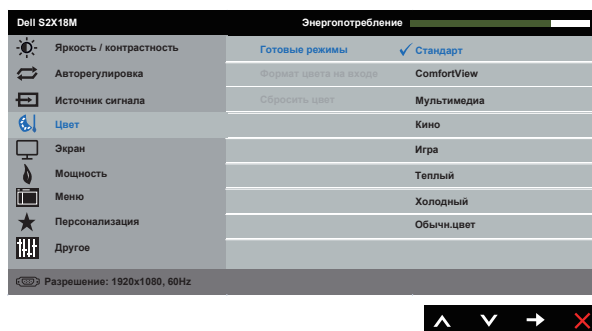 Dell S2X18M
Энергопотребление
Яркость / контрастность
Готовые режимы
Стандарт
Авторегулировка
Формат цвета на входе
ComfortView
Источник сигнала
Сбросить цвет
Мультимедиа
Цвет
Кино
Экран
Игра
Мощность
Теплый
Меню
Холодный
Персонализация
Обычн.цвет
Другое
Разрешение: 1920x1080, 60Hz